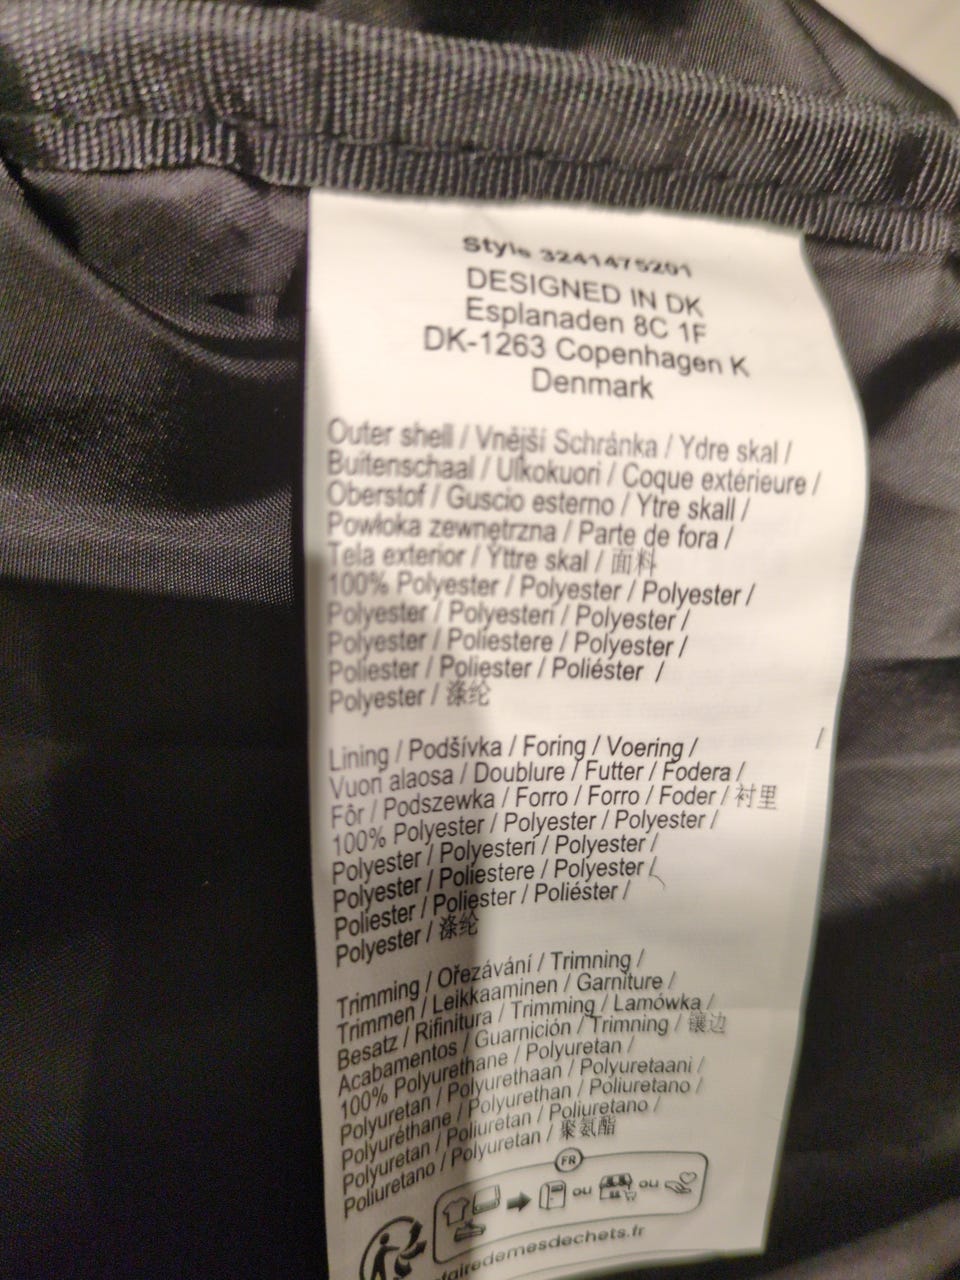 Style 3241475201
DESIGNED IN DK
Esplanaden 8C 1F
DK-1263 Copenhagen K
Denmark
Outer shell / Vnější Schránka / Ydre skal /
Buitenschaal / Ulkokuori / Coque extérieure /
Oberstof / Guscio esterno / Ytre skall /
Powłoka zewnętrzna / Parte de fora /
Tela exterior / Yttre skal / 面料
100% Polyester / Polyester / Polyester /
Polyester / Polyesteri / Polyester /
Polyester / Poliestere / Polyester /
Poliester / Poliester / Poliéster /
Polyester / 涤纶
Lining / Podšívka / Foring / Voering /
Vuori alaosa / Doublure / Futter / Fodera /
Fôr / Podszewka / Forro / Forro / Foder / 衬里
100% Polyester / Polyester / Polyester /
Polyester / Polyesteri / Polyester /
Polyester / Poliestere / Polyester /
Poliester / Poliester / Poliéster /
Polyester / 涤纶
Trimming / Ořezávání / Trimning /
Trimmen / Leikkaaminen / Garniture /
Besatz / Rifinitura / Trimming / Lamówka /
Acabamentos / Guarnición / Trimning / 镶边
100% Polyurethane / Polyuretan /
Polyuretan / Polyurethaan / Polyuretaani /
Polyuréthane / Polyurethan / Poliuretano /
Polyuretan / Poliuretan / Poliuretano /
Poliuretano / Polyuretan / 聚氨酯
FR
ou ou
fairedemesdechets.fr